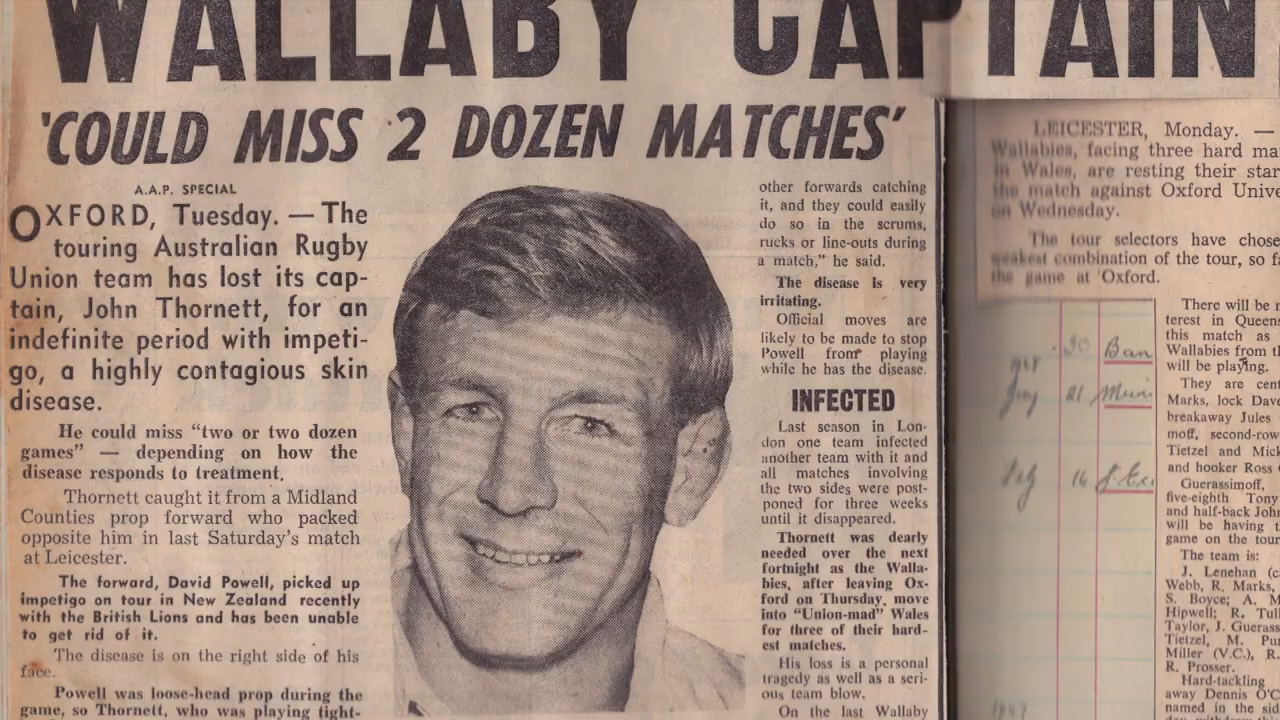 WALLABY CAPTAIN
'COULD MISS 2 DOZEN MATCHES'
A.A.P. SPECIAL
OXFORD, Tuesday. — The
touring Australian Rugby
Union team has lost its cap-
tain, John Thornett, for an
indefinite period with impeti-
go, a highly contagious skin
disease.
He could miss "two or two dozen
games" — depending on how the
disease responds to treatment.
Thornett caught it from a Midland
Counties prop forward who packed
opposite him in last Saturday's match
at Leicester.
The forward, David Powell, picked up
impetigo on tour in New Zealand recently
with the British Lions and has been unable
to get rid of it.
The disease is on the right side of his
face.
Powell was loose-head prop during the
game, so Thornett, who was playing tight-
other forwards catching
it, and they could easily
do so in the scrums,
rucks or line-outs during
a match," he said.
The disease is very
irritating.
Official moves are
likely to be made to stop
Powell from playing
while he has the disease.
INFECTED
Last season in Lon-
don one team infected
another team with it and
all matches involving
the two sides were post-
poned for three weeks
until it disappeared.
Thornett was dearly
needed over the next
fortnight as the Walla-
bies, after leaving Ox-
ford on Thursday, move
into "Union-mad" Wales
for three of their hard-
est matches.
His loss is a personal
tragedy as well as a seri-
ous team blow.
On the last Wallaby
LEICESTER, Monday. —
Wallabies, facing three hard
in Wales, are resting their
the match against Oxford
on Wednesday.
The tour selectors have
weakest combination of the tour, so
the game at Oxford.
20
21
16
There will be
terest in
this match as
Wallabies from
will be playing.
They are
Marks, lock
breakaway Jules
moff,
Tietzel and
and hooker Ross
Guerassimoff,
five-eighth Tony
and half-back
will be having
game on the
The team is:
J. Lenehan
Webb, R. Marks,
S. Boyce; A.
Hipwell; R.
Taylor, J.
Tietzel, M.
Miller (V.C.), R.
R. Prosser.
Hard-tackling
away Dennis
named in the